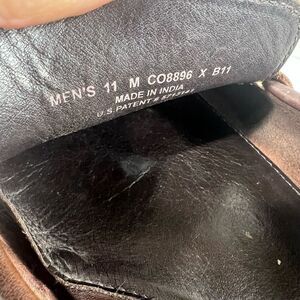 MEN'S 11 M CO8896 X B11
MADE IN INDIA
U.S. PATENT #